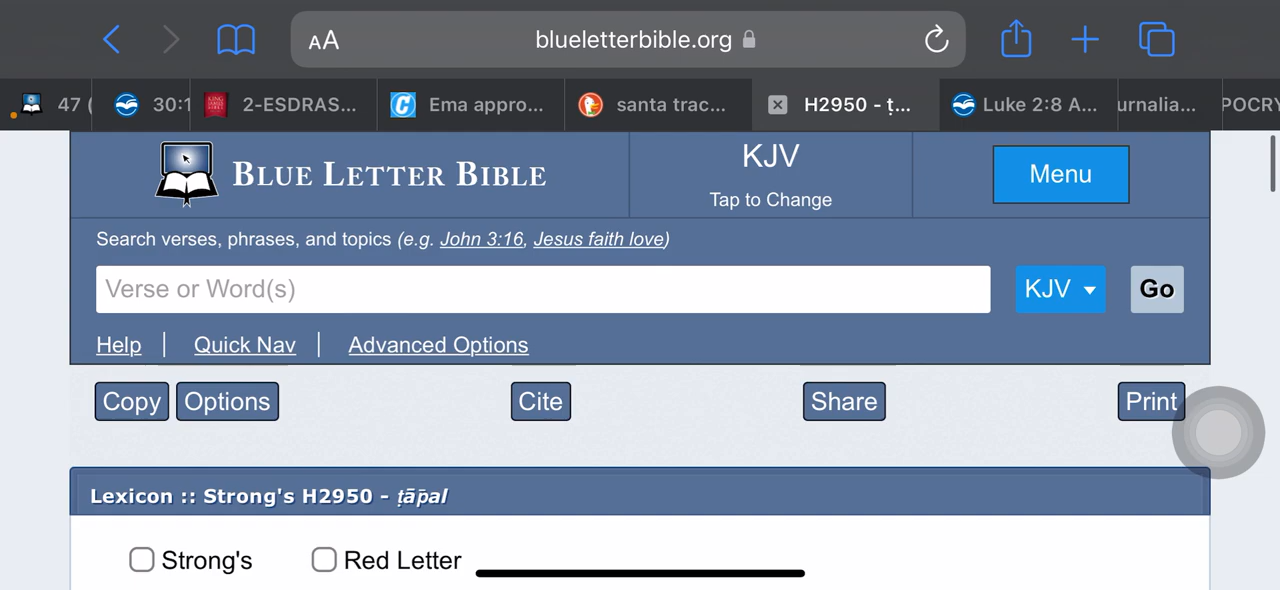 AA blueletterbible.org
47 (
30:1
2-ESDRAS...
Ema appro...
santa trac...
H2950 - ṭ...
Luke 2:8 A...
urnalia...
POCRY
BLUE LETTER BIBLE
KJV
Tap to Change
Menu
Search verses, phrases, and topics (e.g. John 3:16, Jesus faith love)
Verse or Word(s)
KJV
Go
Help | Quick Nav | Advanced Options
Copy Options Cite Share Print
Lexicon :: Strong's H2950 - ṭāp̄al
Strong's Red Letter